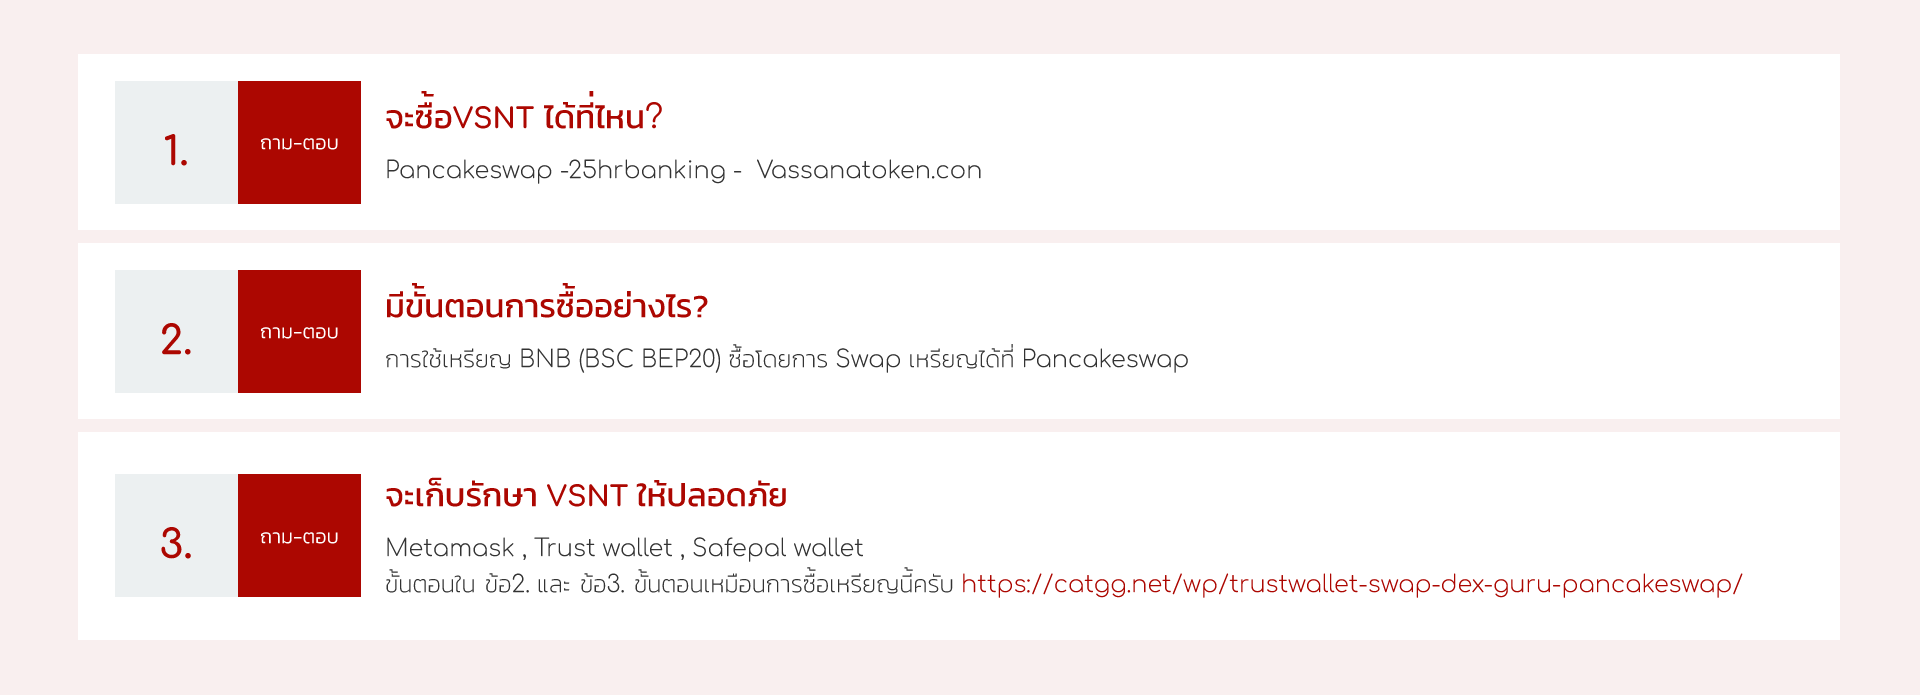 1.
ถาม-ตอบ
จะซื้อVSNT ได้ที่ไหน?
Pancakeswap -25hrbanking - Vassanatoken.con
2.
ถาม-ตอบ
มีขั้นตอนการซื้ออย่างไร?
การใช้เหรียญ BNB (BSC BEP20) ซื้อโดยการ Swap เหรียญได้ที่ Pancakeswap
3.
ถาม-ตอบ
จะเก็บรักษา VSNT ให้ปลอดภัย
Metamask , Trust wallet , Safepal wallet
ขั้นตอนใน ข้อ2. และ ข้อ3. ขั้นตอนเหมือนการซื้อเหรียญนี้ครับ https://catgg.net/wp/trustwallet-swap-dex-guru-pancakeswap/